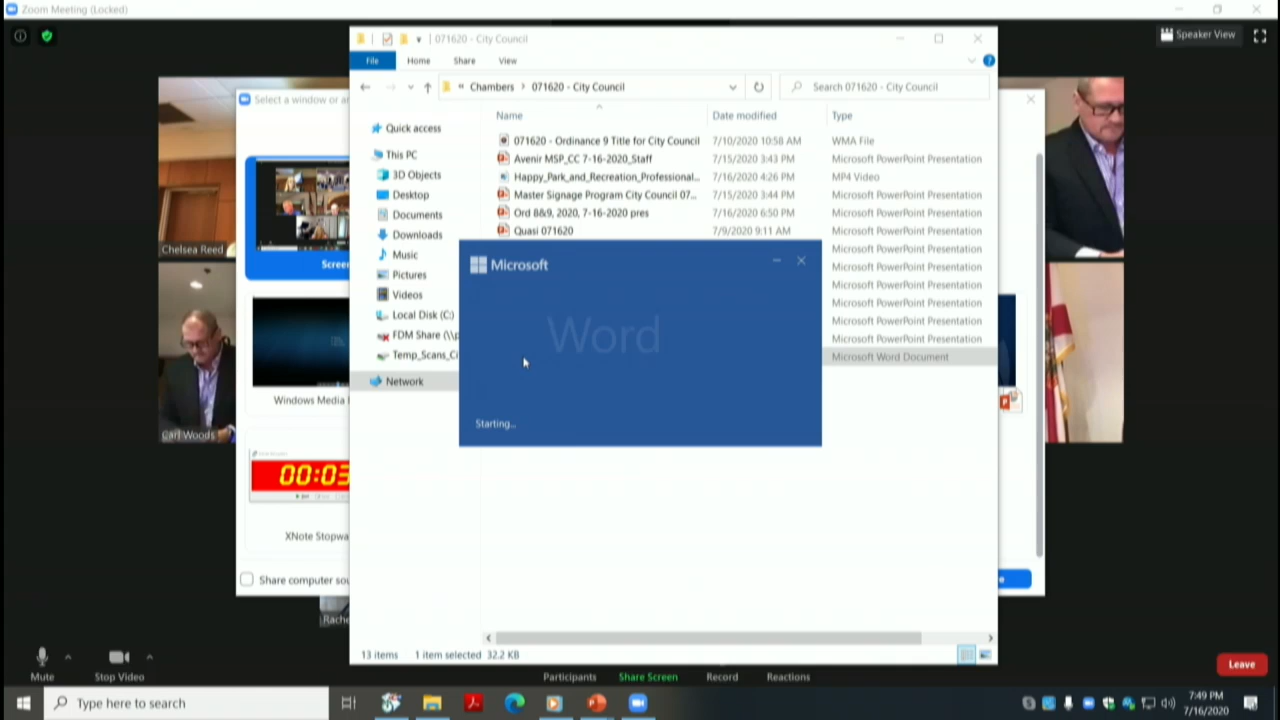 Zoom Meeting (Locked)
Speaker View
071620 - City Council
File Home Share View
Chambers > 071620 - City Council
Search 071620 - City Council
Name Date modified Type
071620 - Ordinance 9 Title for City Council 7/10/2020 10:58 AM WMA File
Avenir MSP_CC 7-16-2020_Staff 7/15/2020 3:43 PM Microsoft PowerPoint Presentation
Happy_Park_and_Recreation_Professional... 7/16/2020 4:26 PM MP4 Video
Master Signage Program City Council 07... 7/15/2020 3:44 PM Microsoft PowerPoint Presentation
Ord 8&9, 2020, 7-16-2020 pres 7/16/2020 6:50 PM Microsoft PowerPoint Presentation
Quasi 071620 7/9/2020 9:11 AM Microsoft PowerPoint Presentation
Microsoft PowerPoint Presentation
Microsoft PowerPoint Presentation
Microsoft PowerPoint Presentation
Microsoft PowerPoint Presentation
Microsoft PowerPoint Presentation
Microsoft PowerPoint Presentation
Microsoft Word Document
Quick access
This PC
3D Objects
Desktop
Documents
Downloads
Music
Pictures
Videos
Local Disk (C:)
FDM Share (\\p
Temp_Scans_Ci
Network
Microsoft
Word
Starting...
13 items 1 item selected 32.2 KB
Select a window or an
Screen
Windows Media
00:03
XNote Stopwa
Share computer sou
Chelsea Reed
Carl Woods
Rache
Mute Stop Video Participants Share Screen Record Reactions Leave
Type here to search
7:49 PM
7/16/2020